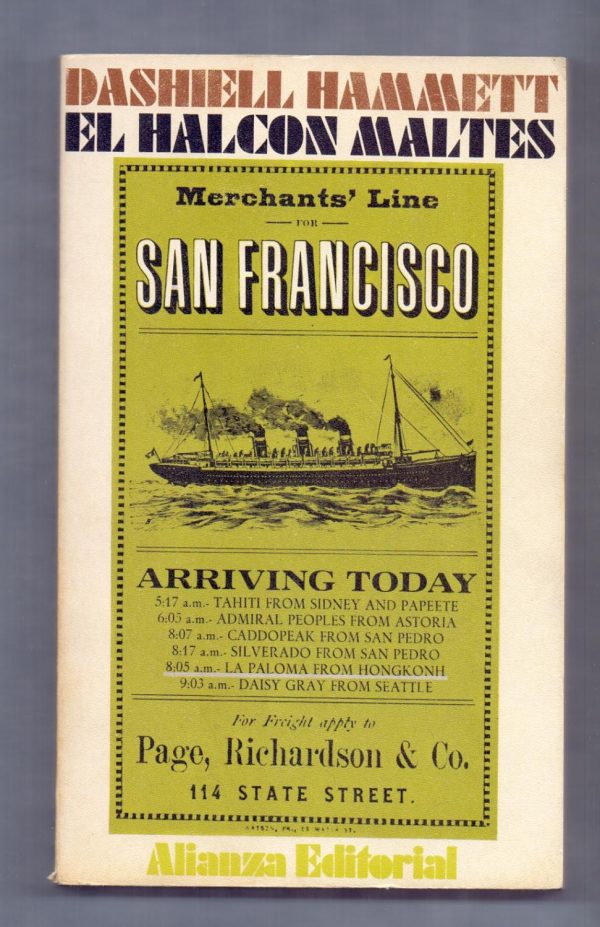 DASHIELL HAMMETT
EL HALCON MALTES
Merchants' Line
FOR
SAN FRANCISCO
ARRIVING TODAY
5:17 a.m.- TAHITI FROM SIDNEY AND PAPEETE
6:05 a.m.- ADMIRAL PEOPLES FROM ASTORIA
8:07 a.m.- CADDOPEAK FROM SAN PEDRO
8:17 a.m.- SILVERADO FROM SAN PEDRO
8:05 a.m.- LA PALOMA FROM HONGKONH
9:03 a.m.- DAISY GRAY FROM SEATTLE
For Freight apply to
Page, Richardson & Co.
114 STATE STREET.
Alianza Editorial